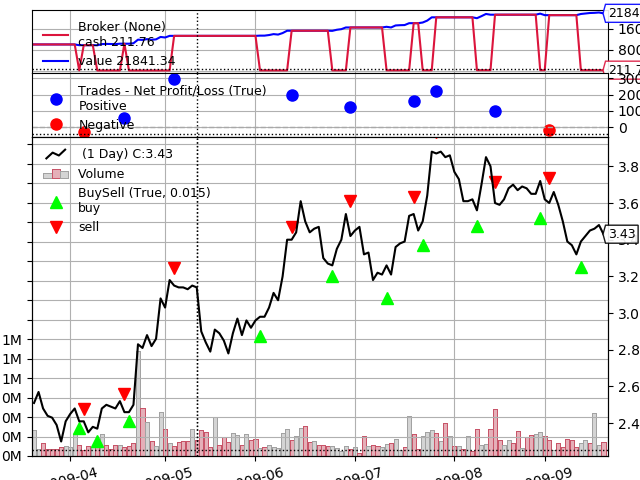 Broker (None)
cash 211.76
value 21841.34
Trades - Net Profit/Loss (True)
Positive
Negative
(1 Day) C:3.43
Volume
BuySell (True, 0.015)
buy
sell
2184
160
800
211.7
300
200
100
0
3.8
3.6
3.43
3.2
3.0
2.8
2.6
2.4
1M
1M
1M
0M
0M
0M
0M
009-04
009-05
009-06
009-07
009-08
009-09